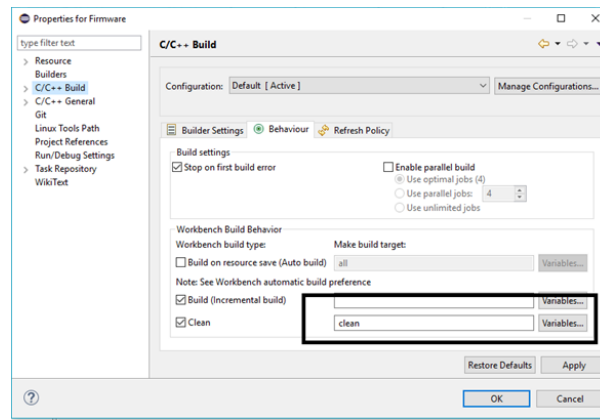 Properties for Firmware
type filter text
C/C++ Build
Resource
Builders
C/C++ Build
C/C++ General
Git
Linux Tools Path
Project References
Run/Debug Settings
Task Repository
WikiText
Configuration: Default [ Active ] Manage Configurations...
Builder Settings Behaviour Refresh Policy
Build settings
Stop on first build error Enable parallel build
Use optimal jobs (4)
Use parallel jobs: 4
Use unlimited jobs
Workbench Build Behavior
Workbench build type: Make build target:
Build on resource save (Auto build) all Variables...
Note: See Workbench automatic build preference
Build (Incremental build) Variables...
Clean clean Variables...
Restore Defaults Apply
OK Cancel